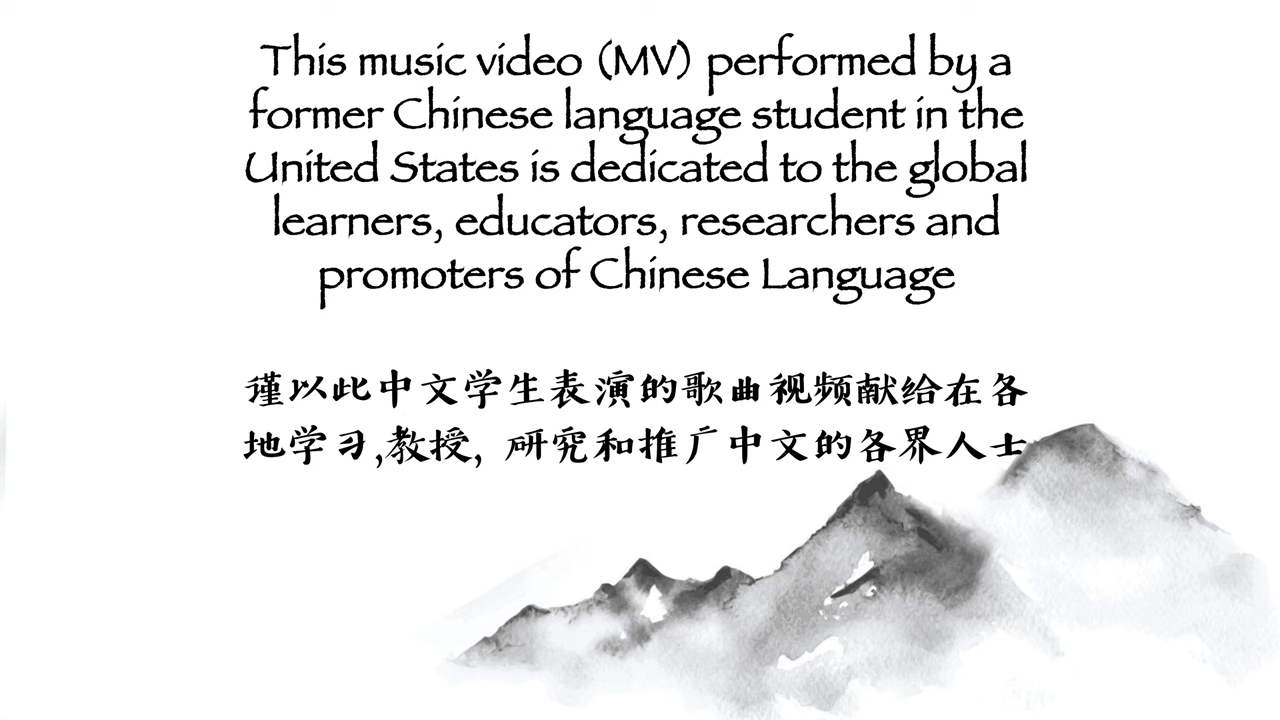 This music video (MV) performed by a
former Chinese language student in the
United States is dedicated to the global
learners, educators, researchers and
promoters of Chinese Language
谨以此中文学生表演的歌曲视频献给在各
地学习,教授, 研究和推广中文的各界人士